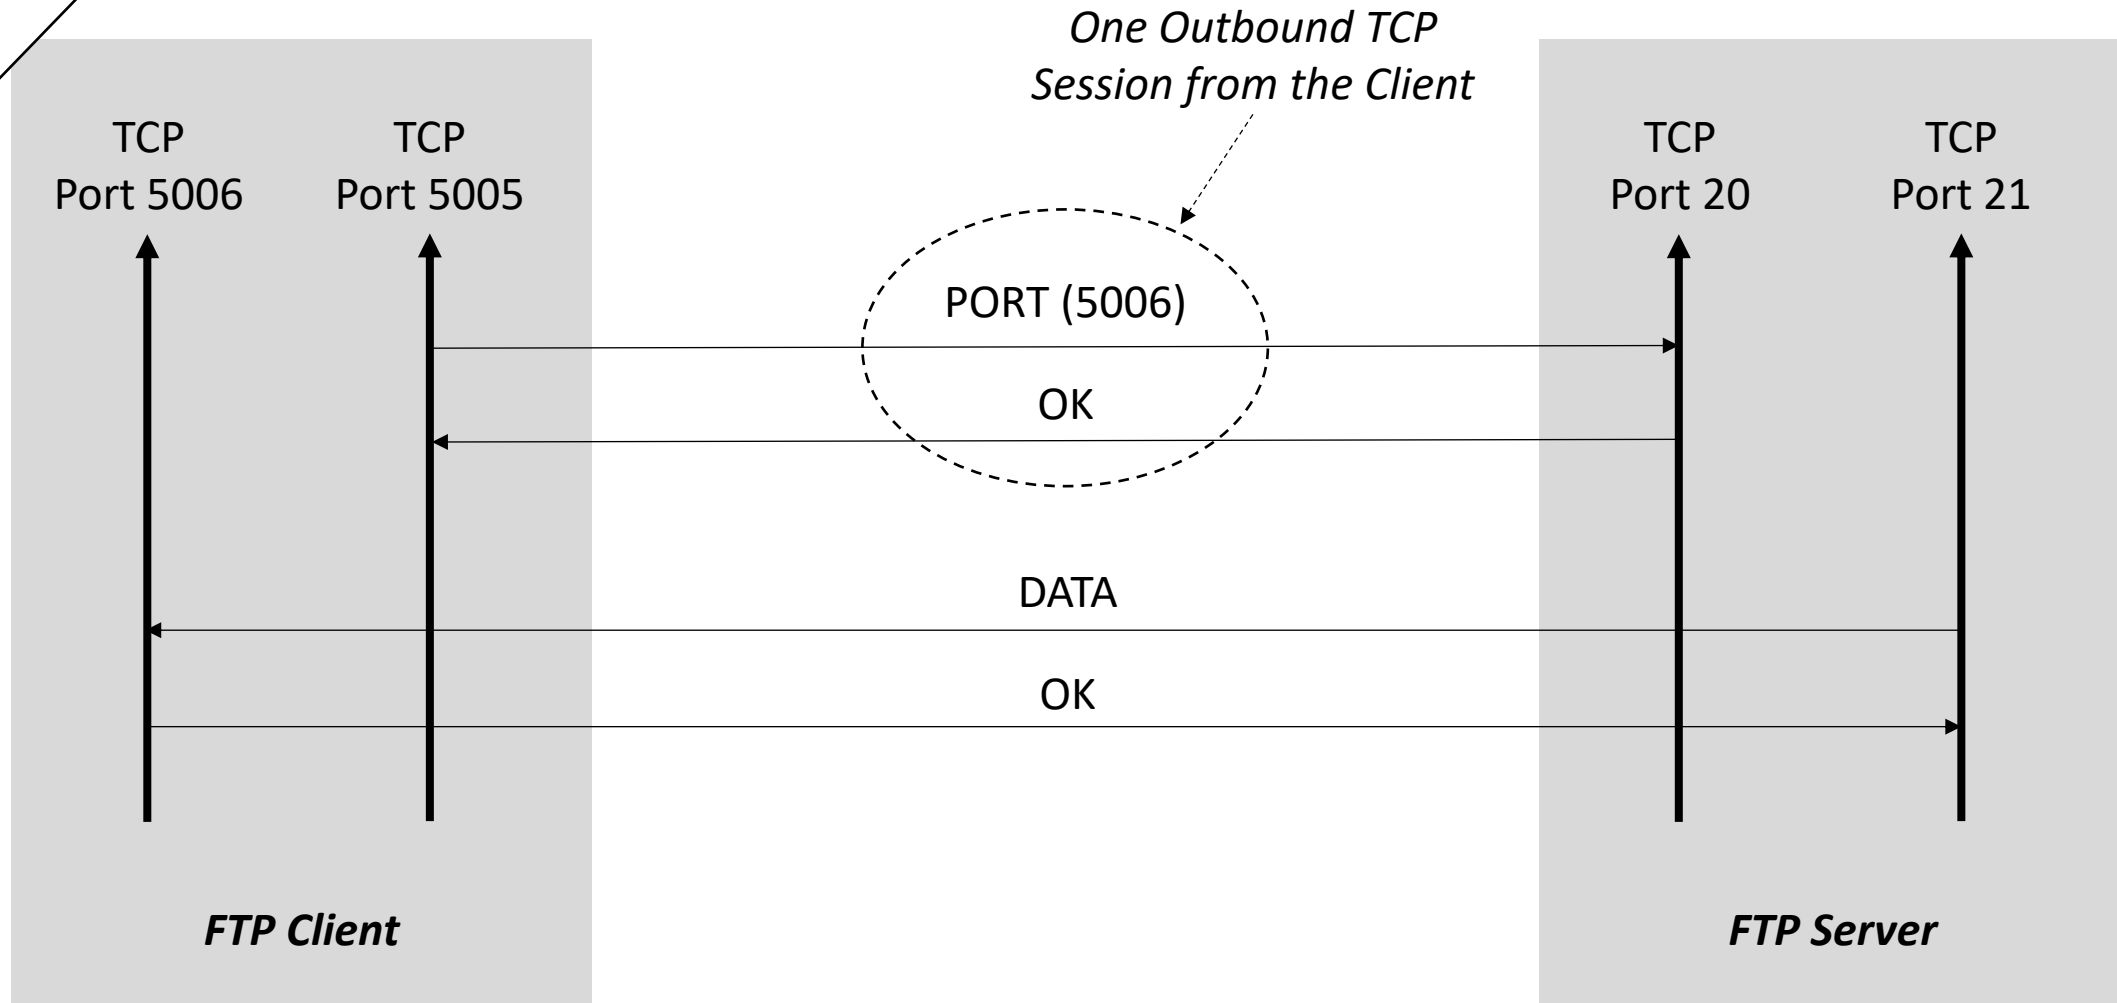 One Outbound TCP
Session from the Client
TCP
Port 5006
TCP
Port 5005
TCP
Port 20
TCP
Port 21
PORT (5006)
OK
DATA
OK
FTP Client
FTP Server